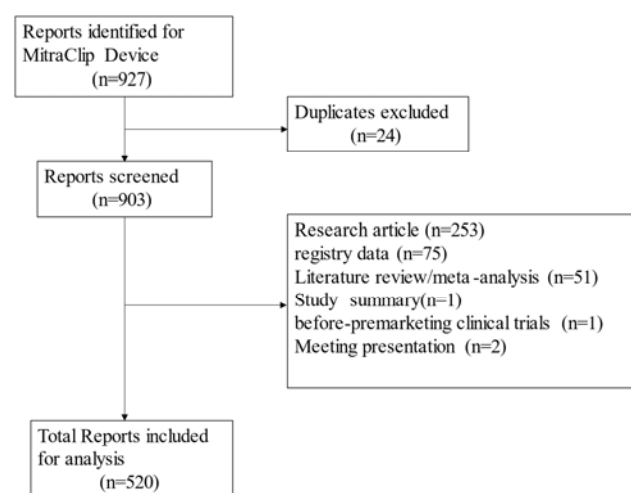 Reports identified for
MitraClip Device
(n=927)
Duplicates excluded
(n=24)
Reports screened
(n=903)
Research article (n=253)
registry data (n=75)
Literature review/meta-analysis (n=51)
Study summary(n=1)
before-premarketing clinical trials (n=1)
Meeting presentation (n=2)
Total Reports included
for analysis
(n=520)